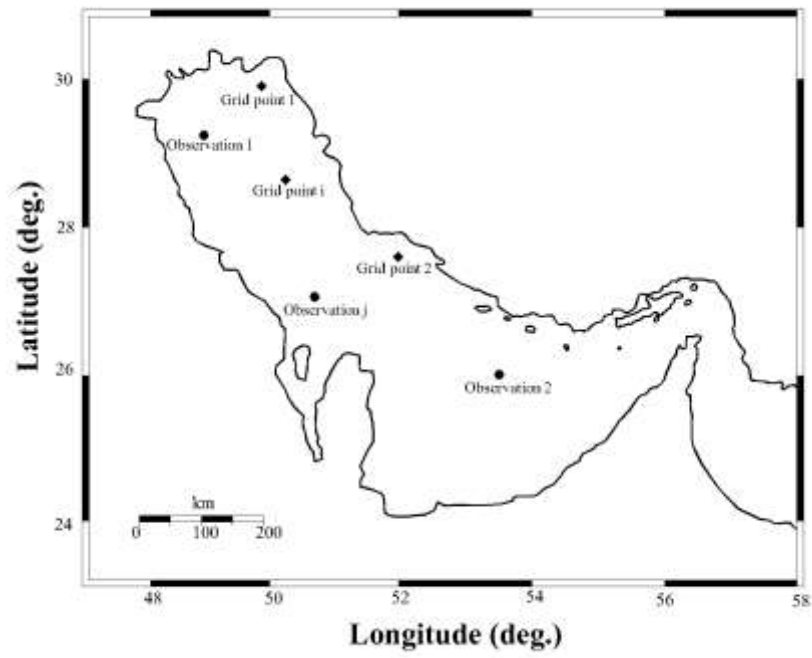 30
Grid point 1
Observation 1
Grid point i
28
Grid point 2
Observation j
Latitude (deg.)
26
Observation 2
km
0 100 200
24
48 50 52 54 56 58
Longitude (deg.)